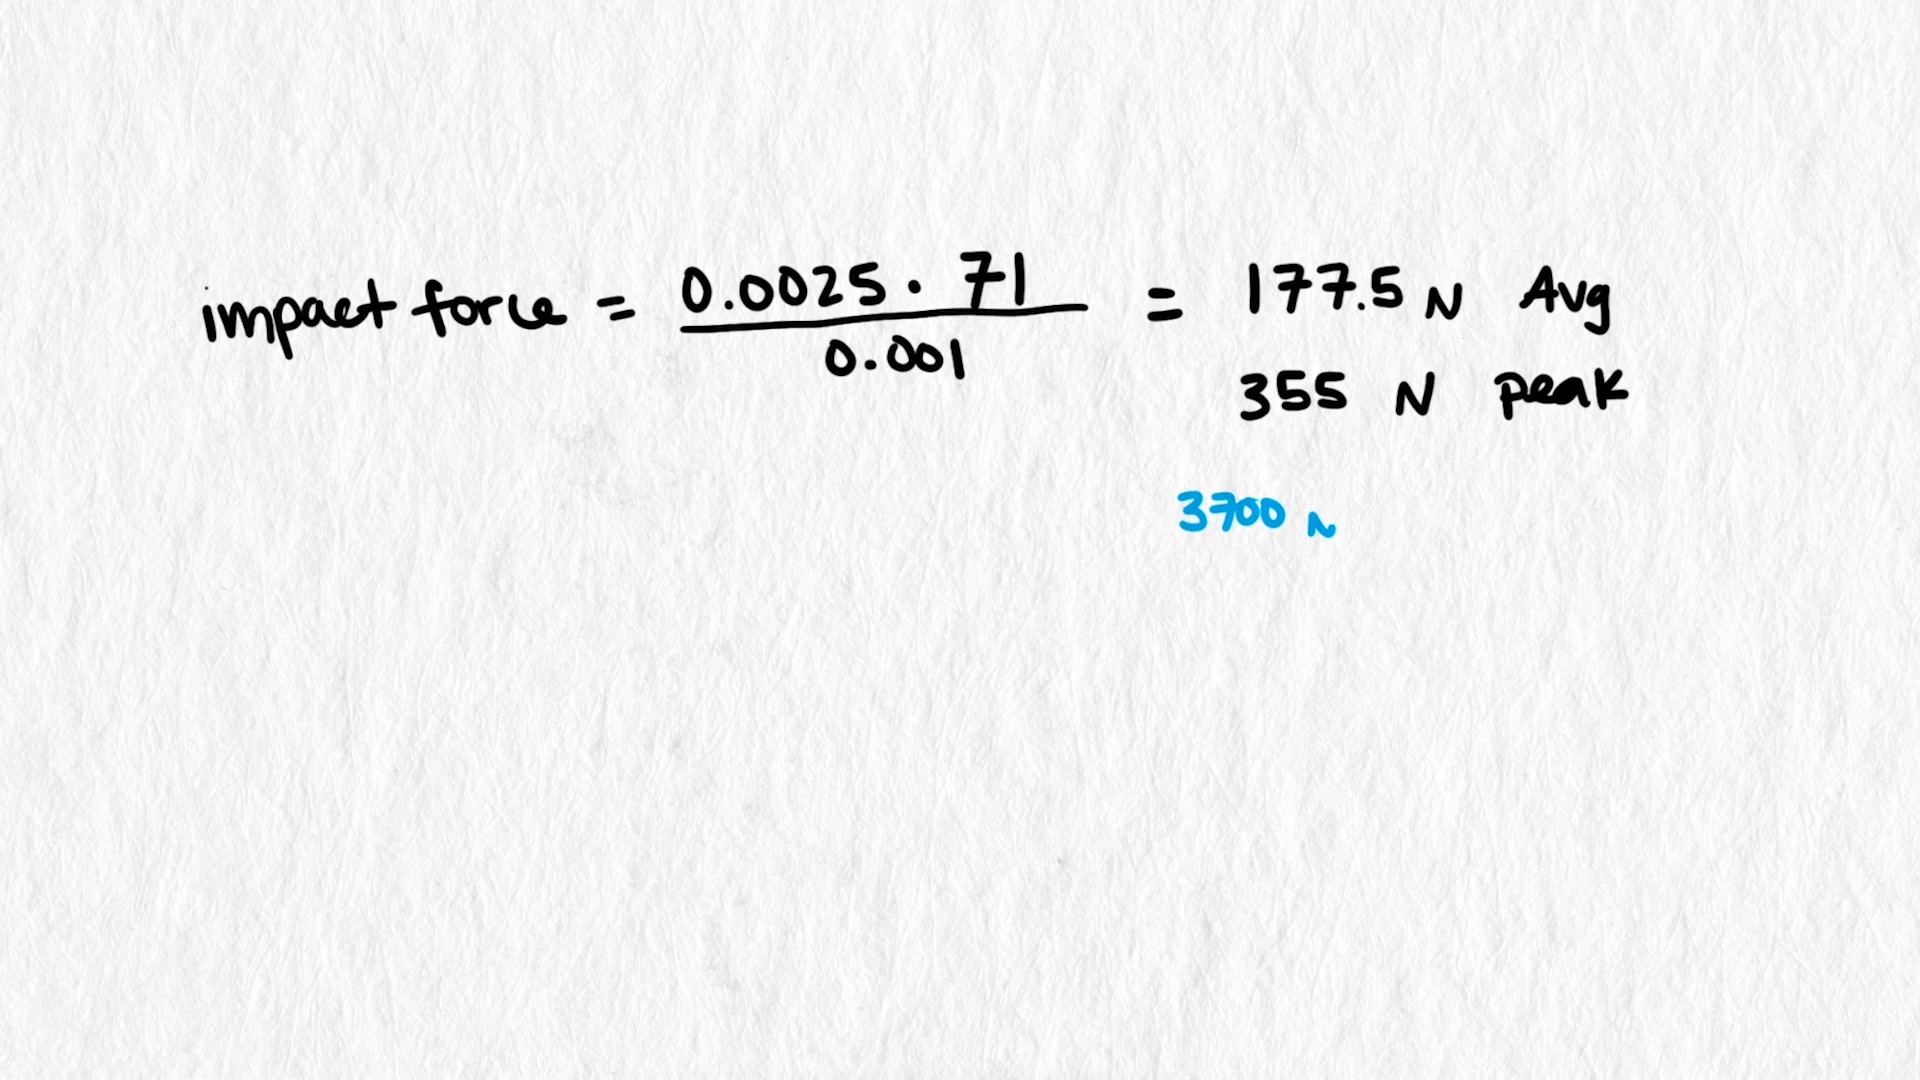 impact force = 0.0025 · 71 / 0.001 = 177.5 N Avg
355 N peak
3700 N